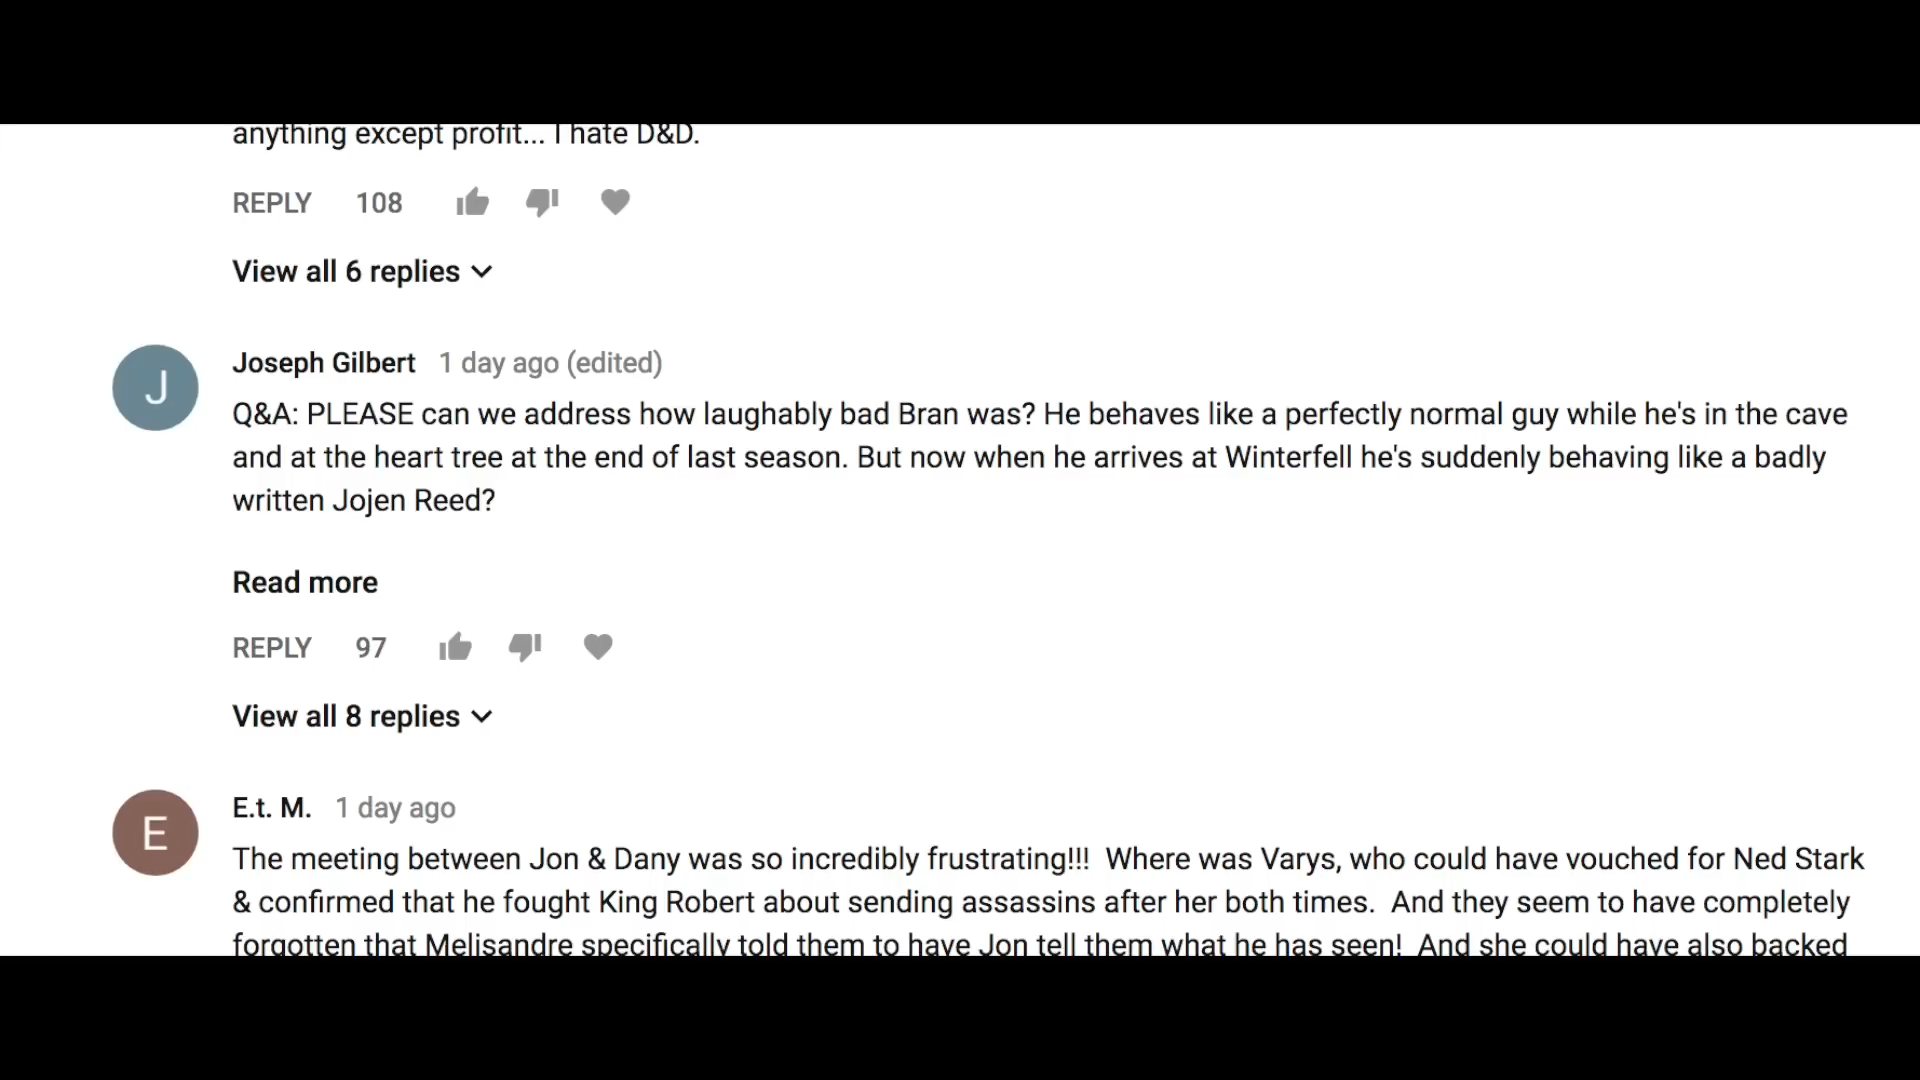 anything except profit... I hate D&D.
REPLY 108
View all 6 replies
J
Joseph Gilbert 1 day ago (edited)
Q&A: PLEASE can we address how laughably bad Bran was? He behaves like a perfectly normal guy while he's in the cave
and at the heart tree at the end of last season. But now when he arrives at Winterfell he's suddenly behaving like a badly
written Jojen Reed?
Read more
REPLY 97
View all 8 replies
E
E.t. M. 1 day ago
The meeting between Jon & Dany was so incredibly frustrating!!! Where was Varys, who could have vouched for Ned Stark
& confirmed that he fought King Robert about sending assassins after her both times. And they seem to have completely
forgotten that Melisandre specifically told them to have Jon tell them what he has seen! And she could have also backed